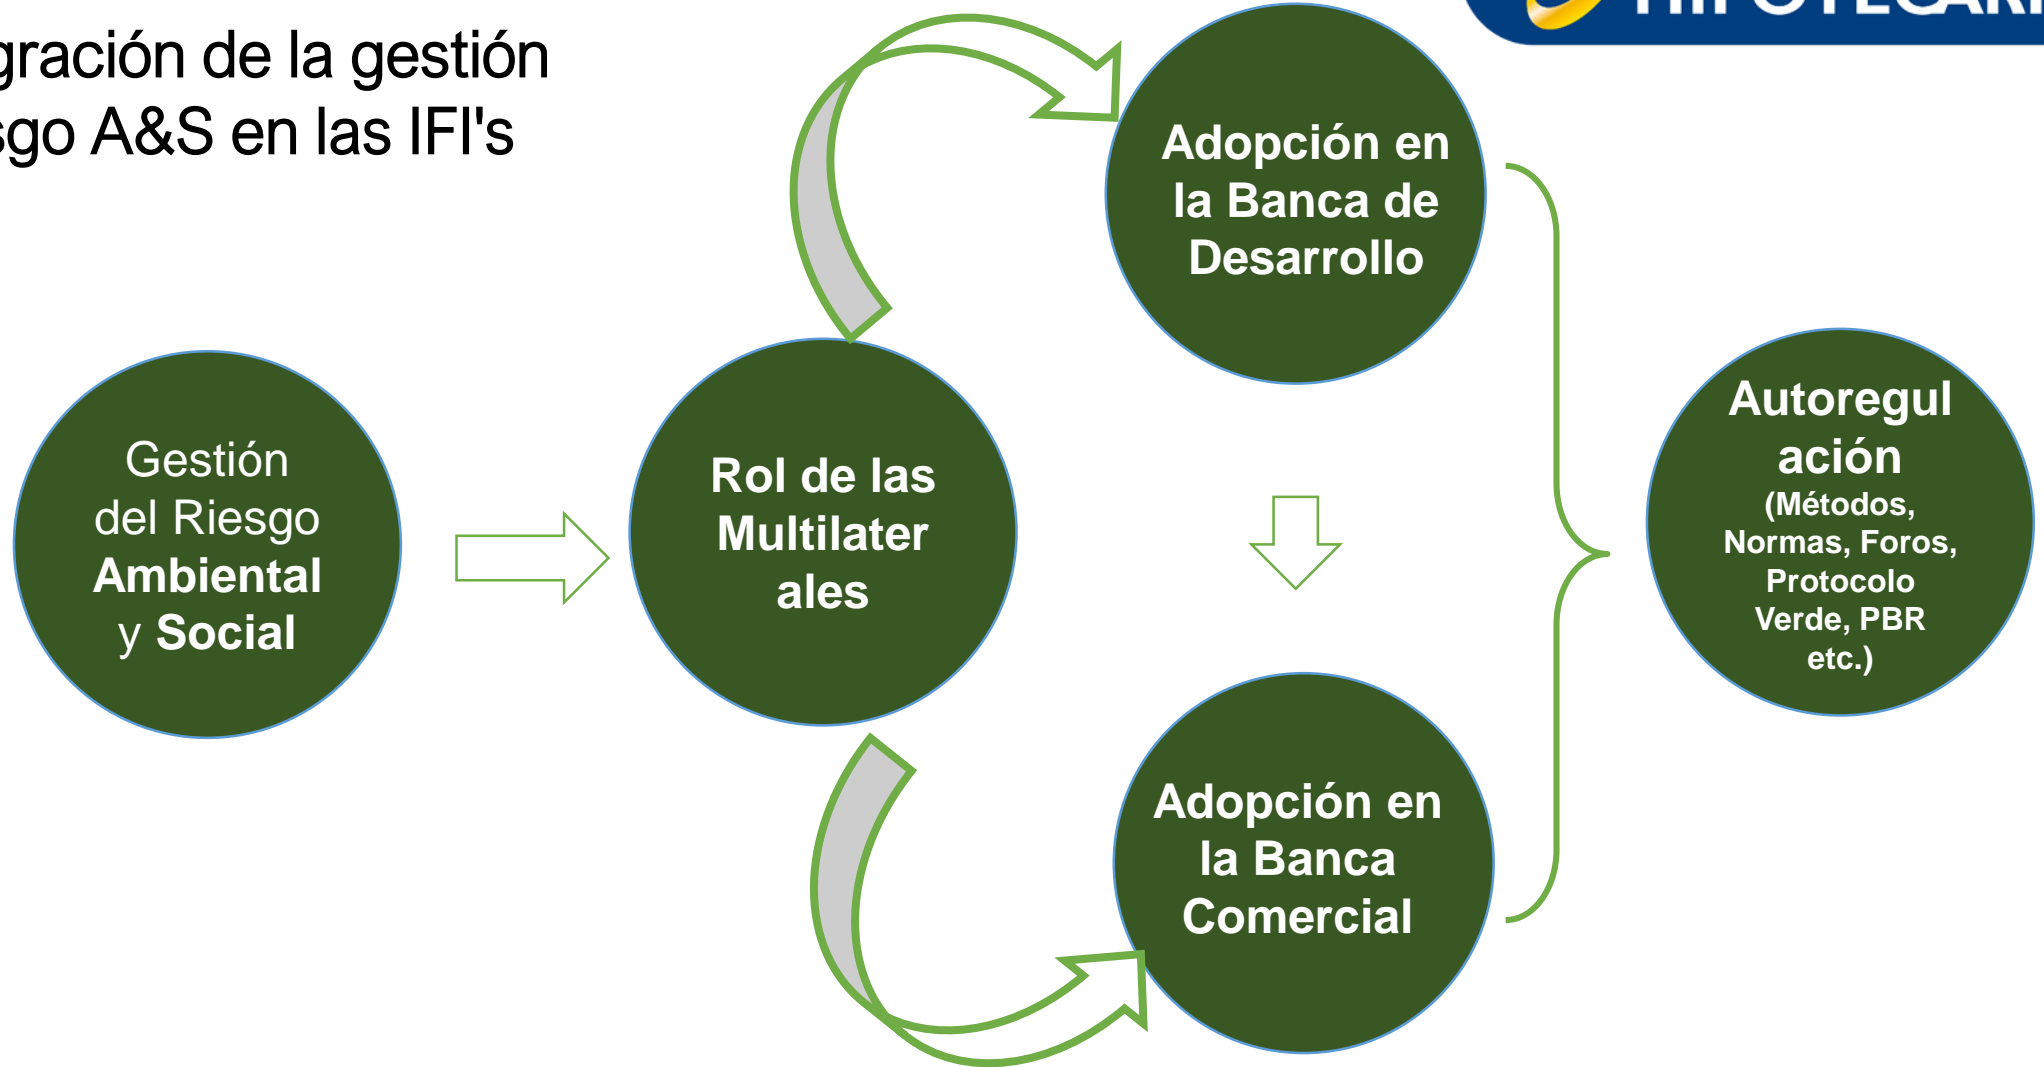 gración de la gestión
sgo A&S en las IFI's
Adopción en
la Banca de
Desarrollo
Gestión
del Riesgo
Ambiental
y Social
Rol de las
Multilater
ales
Adopción en
la Banca
Comercial
Autoregul
ación
(Métodos,
Normas, Foros,
Protocolo
Verde, PBR
etc.)